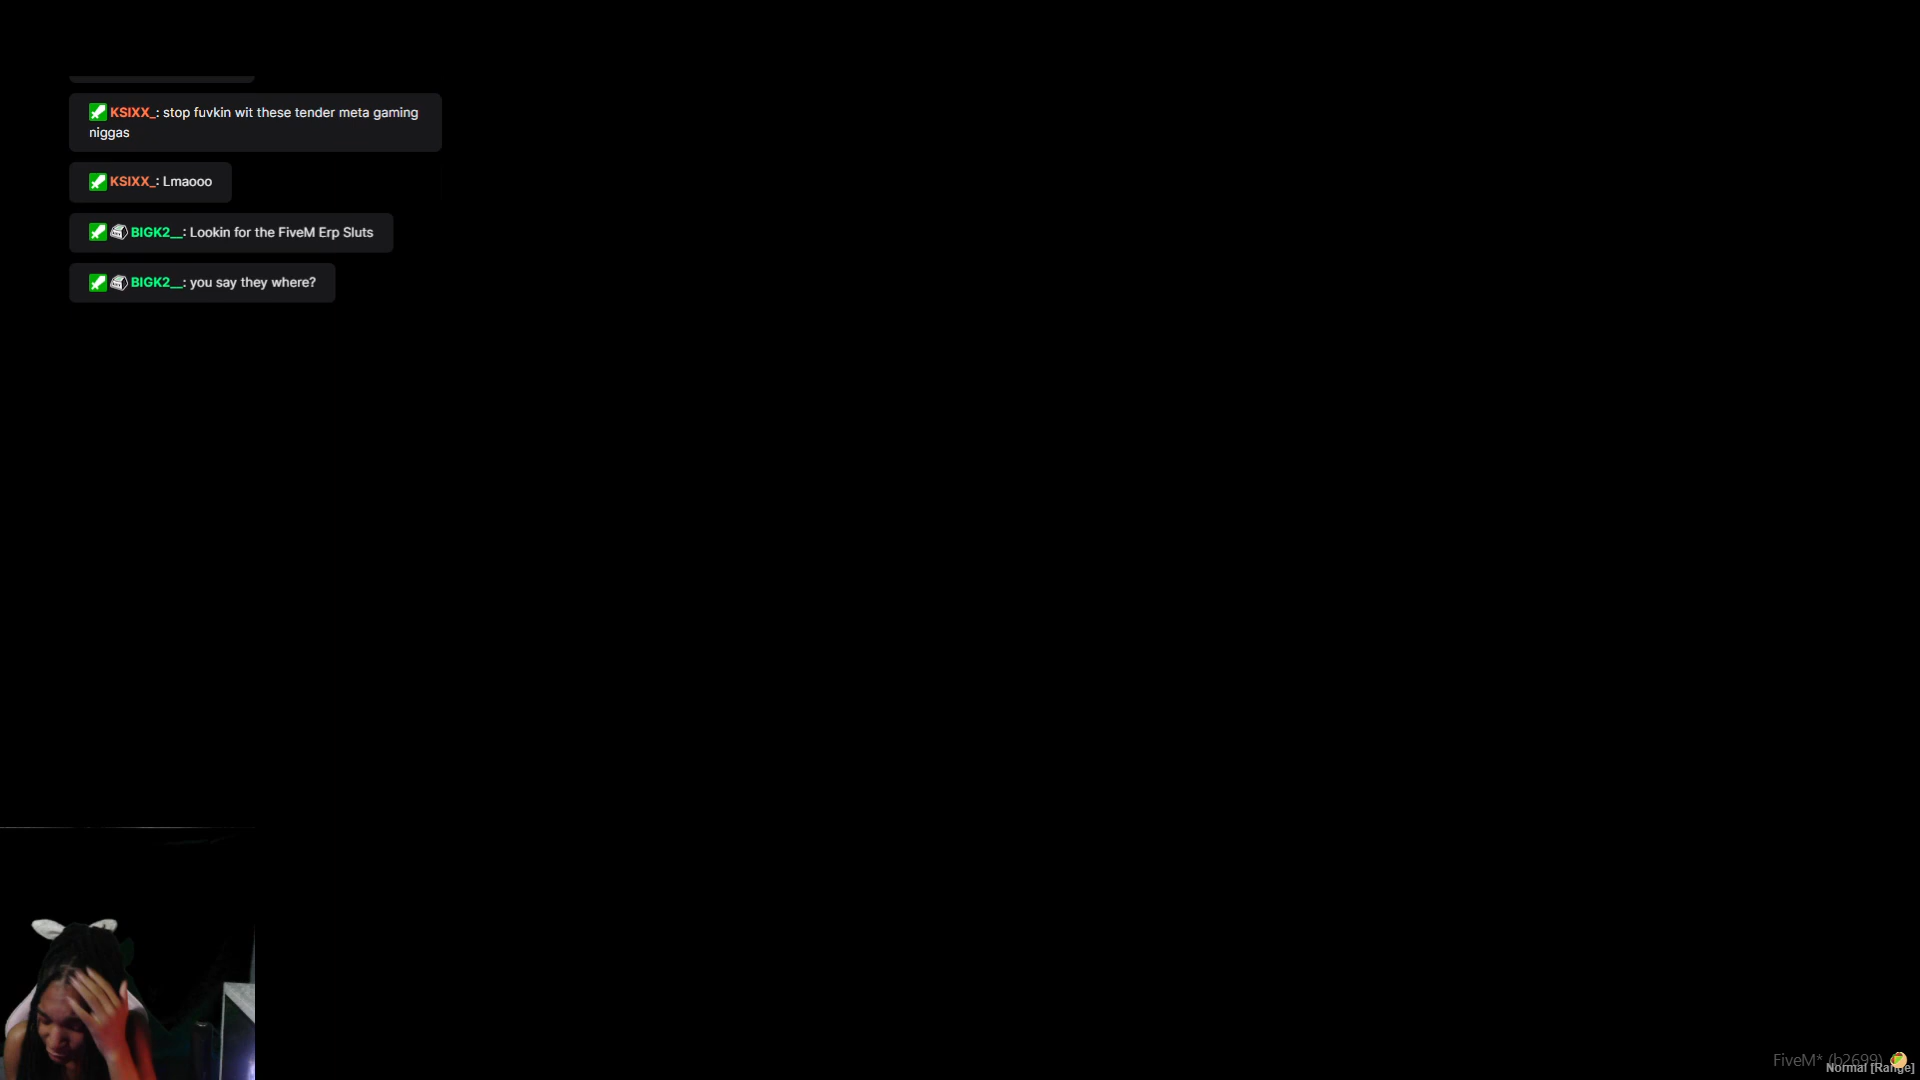 KSIXX_: stop fuvkin wit these tender meta gaming
niggas
KSIXX_: Lmaooo
BIGK2__: Lookin for the FiveM Erp Sluts
BIGK2__: you say they where?
FiveM* (b2699)
Normal [Range]